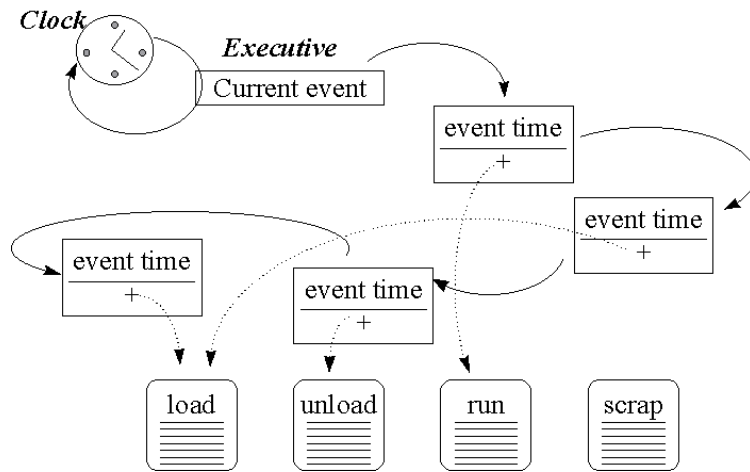 Clock
Executive
Current event
event time
+
event time
+
event time
+
event time
+
load
unload
run
scrap